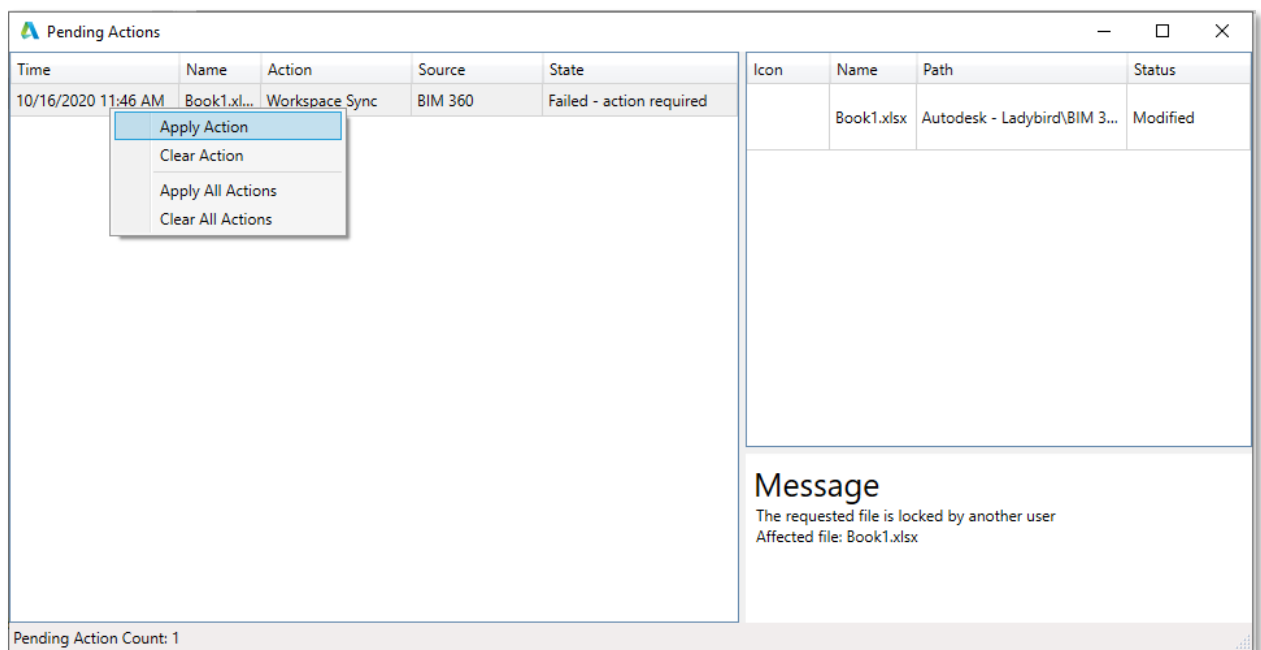 Pending Actions
Time Name Action Source State
10/16/2020 11:46 AM Book1.xl... Workspace Sync BIM 360 Failed - action required
Apply Action
Clear Action
Apply All Actions
Clear All Actions
Icon Name Path Status
Book1.xlsx Autodesk - Ladybird\BIM 3... Modified
Message
The requested file is locked by another user
Affected file: Book1.xlsx
Pending Action Count: 1